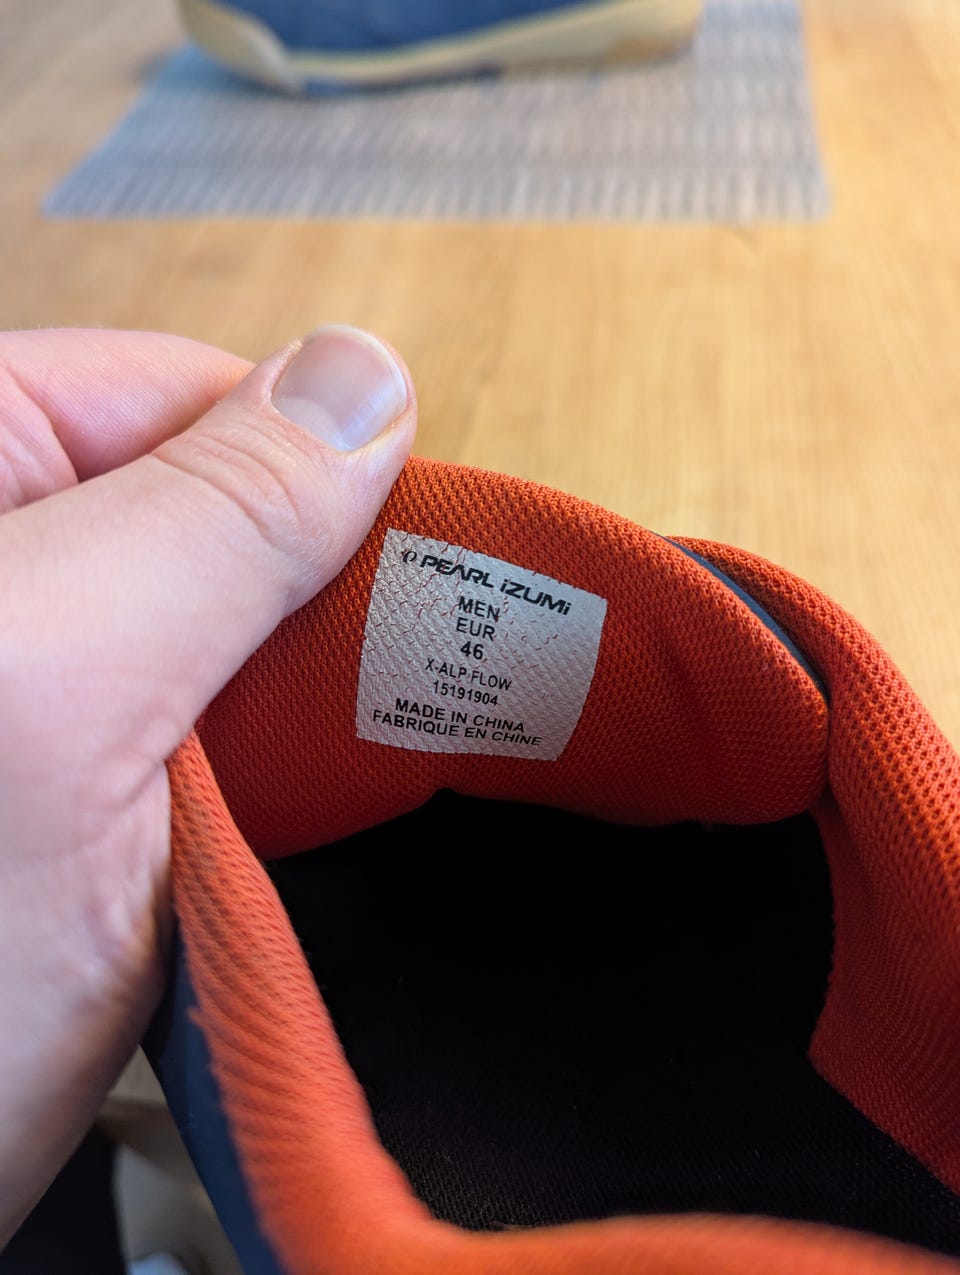 PEARL iZUMi
MEN
EUR
46
X-ALP FLOW
15191904
MADE IN CHINA
FABRIQUE EN CHINE